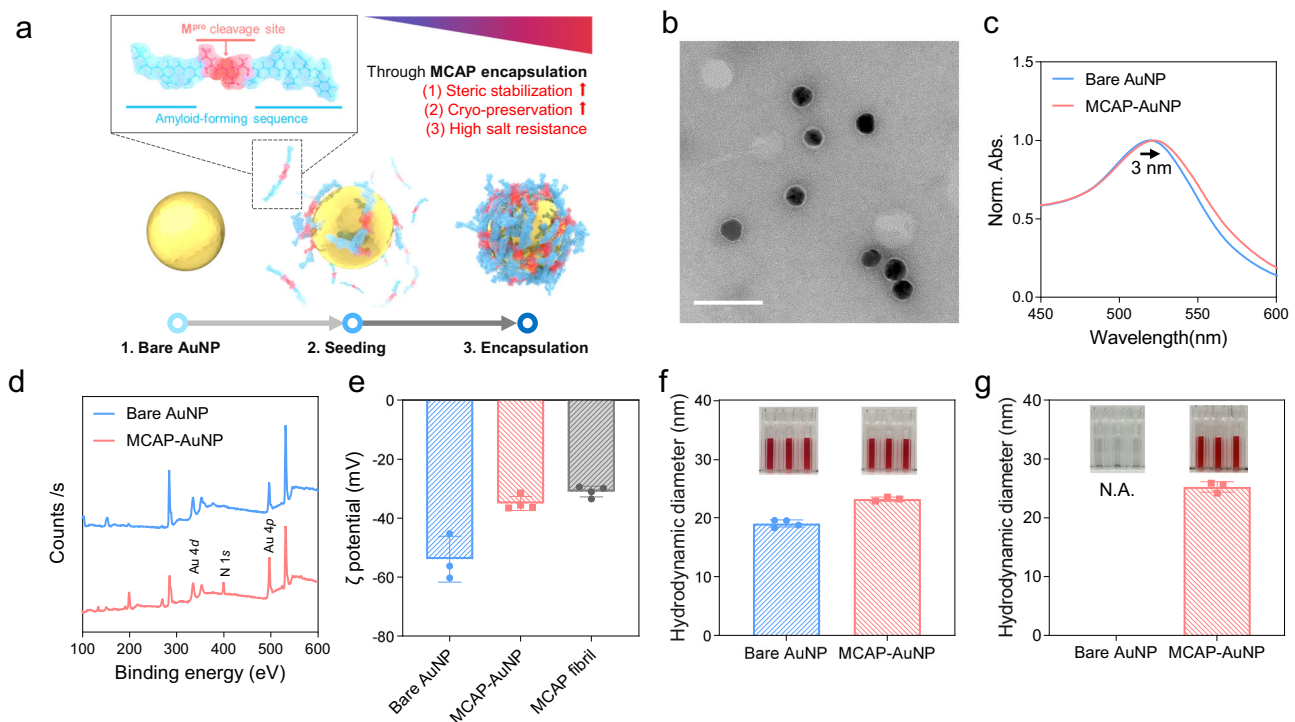 a
Mpro cleavage site
Amyloid-forming sequence
Through MCAP encapsulation
(1) Steric stabilization ⬆
(2) Cryo-preservation ⬆
(3) High salt resistance
1. Bare AuNP
2. Seeding
3. Encapsulation
b
c
Norm. Abs.
1.5
1.0
0.5
0.0
Bare AuNP
MCAP-AuNP
3 nm
450
500
550
600
Wavelength(nm)
d
Counts /s
Bare AuNP
MCAP-AuNP
Au 4d
N 1s
Au 4p
100
200
300
400
500
600
Binding energy (eV)
e
ζ potential (mV)
0
-20
-40
-60
-80
Bare AuNP
MCAP-AuNP
MCAP fibril
f
Hydrodynamic diameter (nm)
40
30
20
10
0
Bare AuNP
MCAP-AuNP
g
Hydrodynamic diameter (nm)
40
30
20
10
0
N.A.
Bare AuNP
MCAP-AuNP